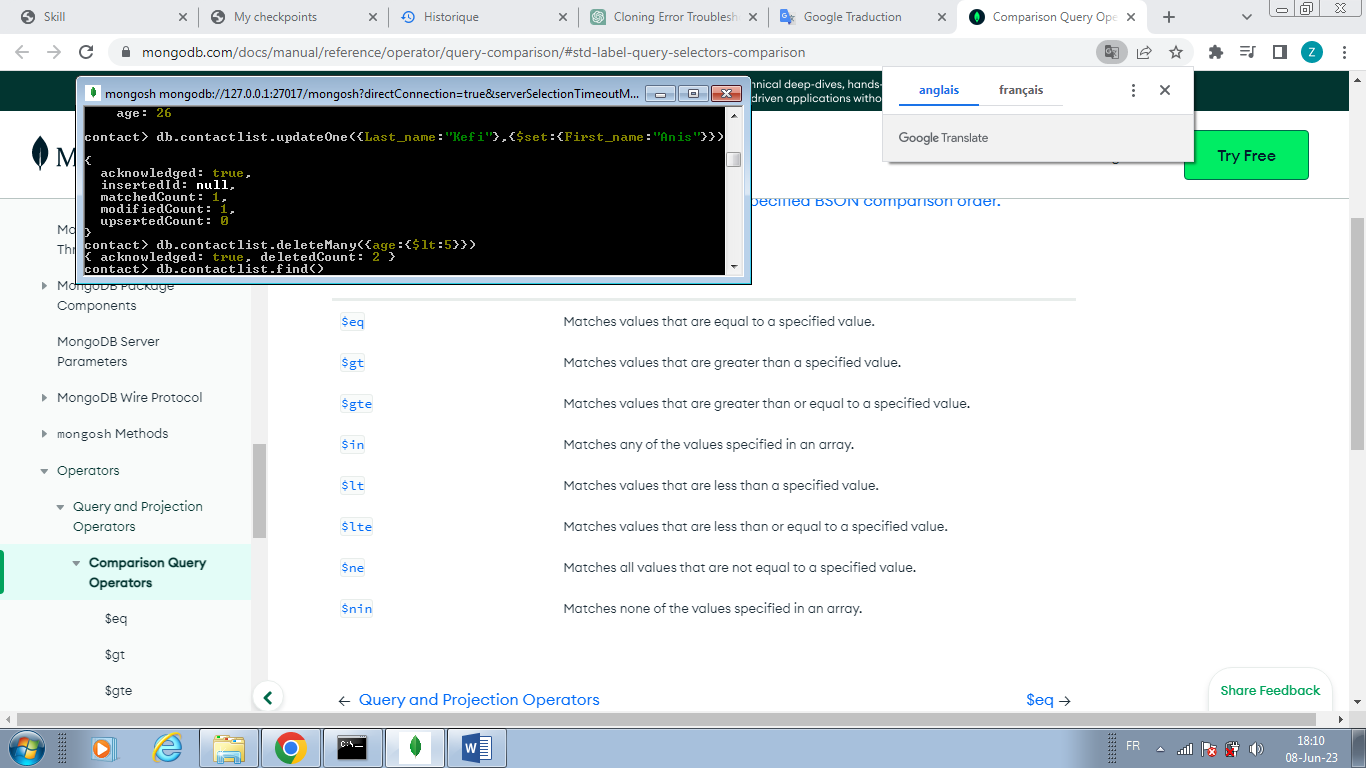 Skill
My checkpoints
Historique
Cloning Error Troublesh
Google Traduction
Comparison Query Ope
mongodb.com/docs/manual/reference/operator/query-comparison/#std-label-query-selectors-comparison
Z
mongosh mongodb://127.0.0.1:27017/mongosh?directConnection=true&serverSelectionTimeoutM...
age: 26
contact> db.contactlist.updateOne({Last_name:"Kefi"},{$set:{First_name:"Anis"}})
{
acknowledged: true,
insertedId: null,
matchedCount: 1,
modifiedCount: 1,
upsertedCount: 0
}
contact> db.contactlist.deleteMany({age:{$lt:5}})
{ acknowledged: true, deletedCount: 2 }
contact> db.contactlist.find()
hnical deep-dives, hands-
driven applications witho
anglais
français
Google Translate
Try Free
M
pecified BSON comparison order.
Mo
Thr
MongoDB Package
Components
MongoDB Server
Parameters
MongoDB Wire Protocol
mongosh Methods
Operators
Query and Projection
Operators
Comparison Query
Operators
$eq
$gt
$gte
$eq Matches values that are equal to a specified value.
$gt Matches values that are greater than a specified value.
$gte Matches values that are greater than or equal to a specified value.
$in Matches any of the values specified in an array.
$lt Matches values that are less than a specified value.
$lte Matches values that are less than or equal to a specified value.
$ne Matches all values that are not equal to a specified value.
$nin Matches none of the values specified in an array.
← Query and Projection Operators
$eq →
Share Feedback
C:\_
W
FR
18:10
08-Jun-23